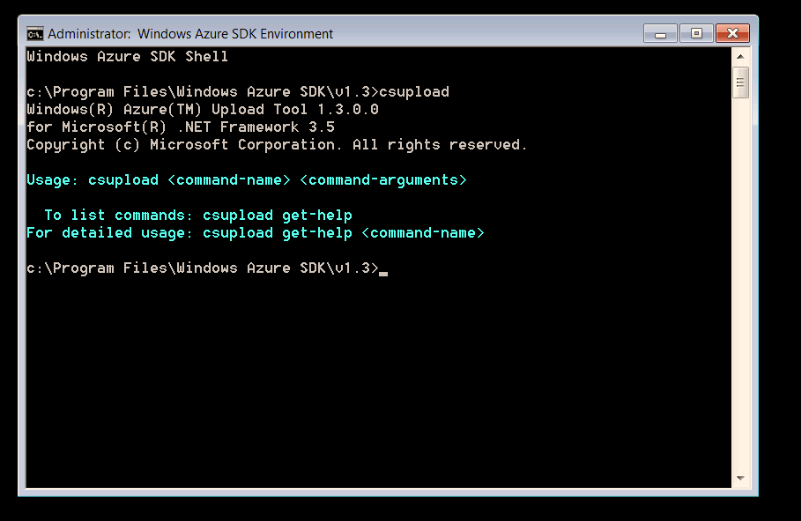 Administrator: Windows Azure SDK Environment
Windows Azure SDK Shell
c:\Program Files\Windows Azure SDK\v1.3>csupload
Windows(R) Azure(TM) Upload Tool 1.3.0.0
for Microsoft(R) .NET Framework 3.5
Copyright (c) Microsoft Corporation. All rights reserved.
Usage: csupload <command-name> <command-arguments>
To list commands: csupload get-help
For detailed usage: csupload get-help <command-name>
c:\Program Files\Windows Azure SDK\v1.3>_